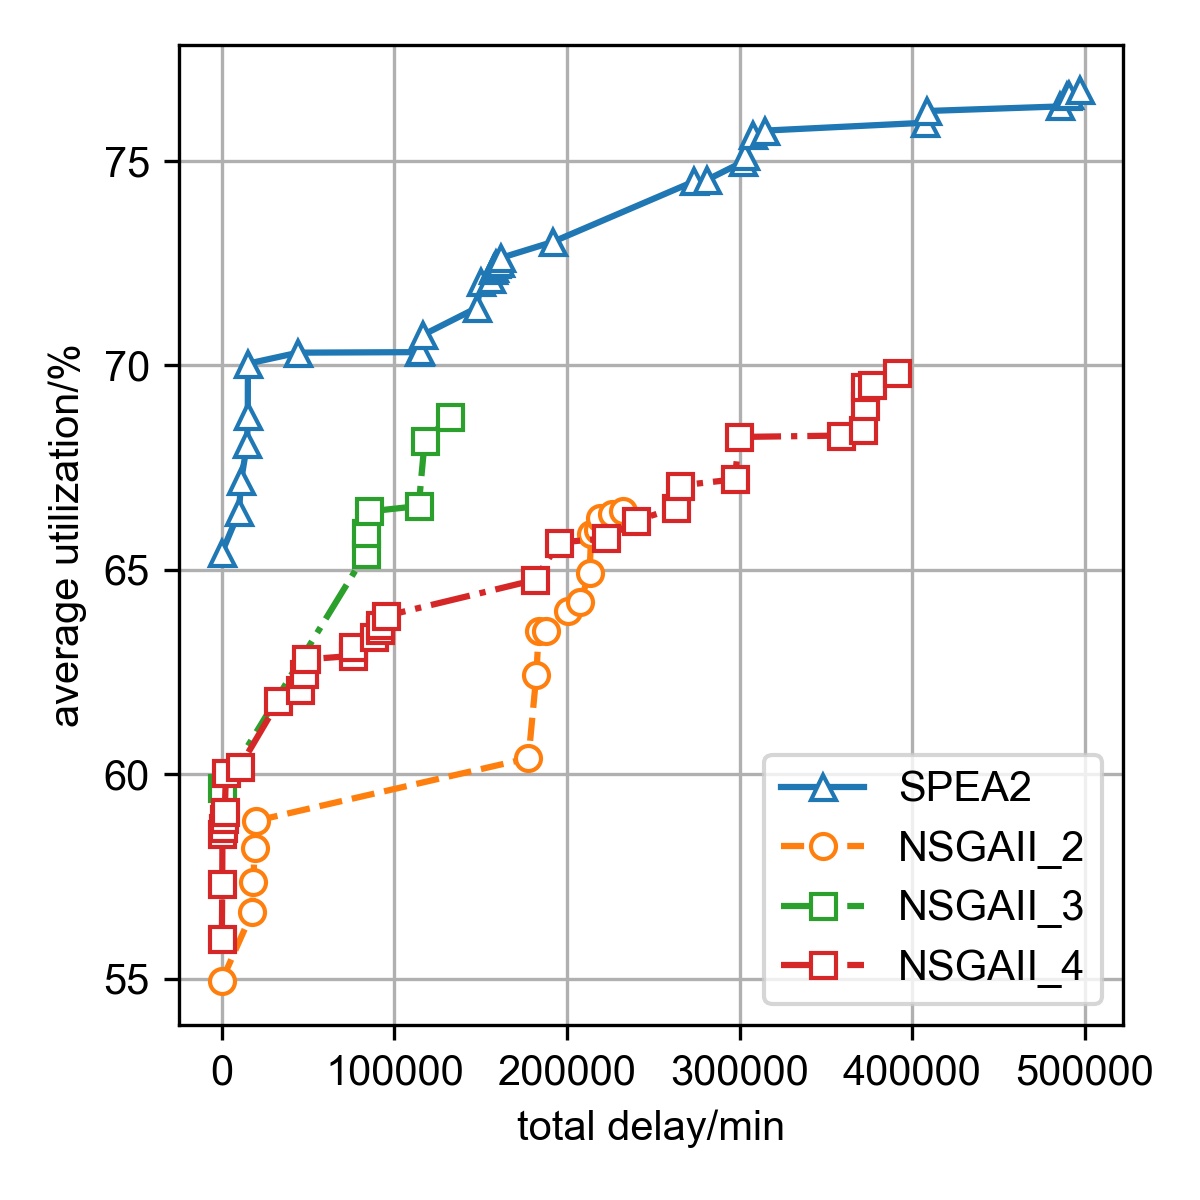 average utilization/%
75
70
65
60
55
SPEA2
NSGAII_2
NSGAII_3
NSGAII_4
0 100000 200000 300000 400000 500000
total delay/min